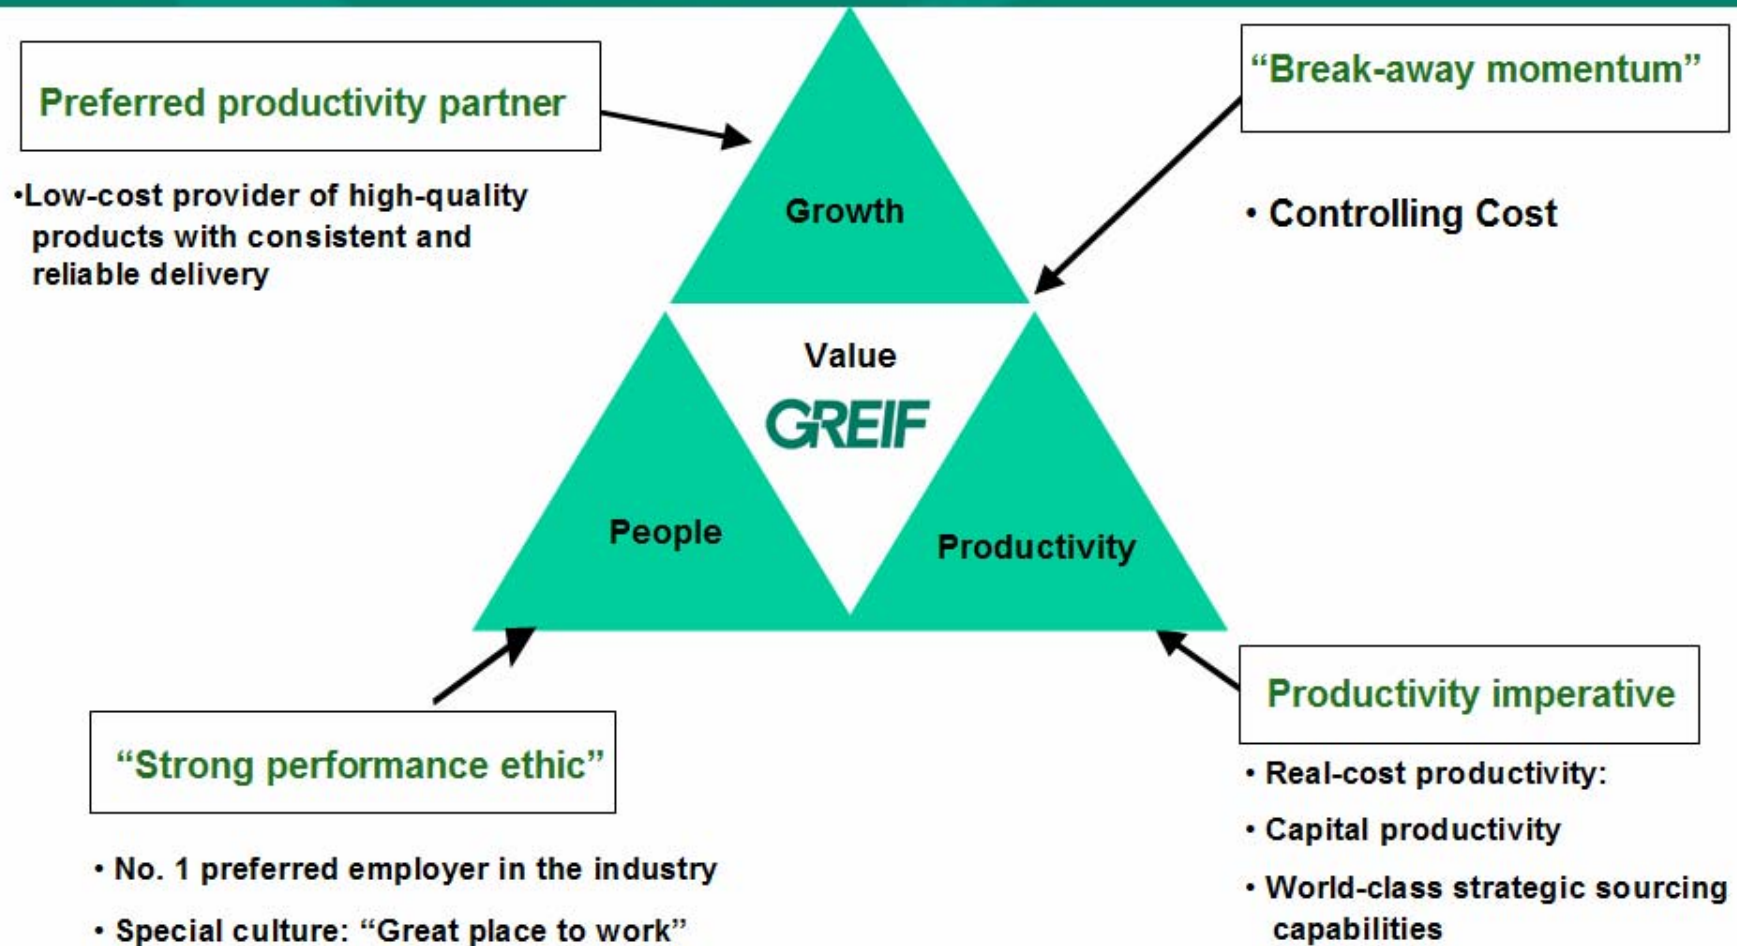 Preferred productivity partner
•Low-cost provider of high-quality
products with consistent and
reliable delivery
“Break-away momentum”
• Controlling Cost
Growth
Value
GREIF
People
Productivity
“Strong performance ethic”
• No. 1 preferred employer in the industry
• Special culture: “Great place to work”
Productivity imperative
• Real-cost productivity:
• Capital productivity
• World-class strategic sourcing
capabilities